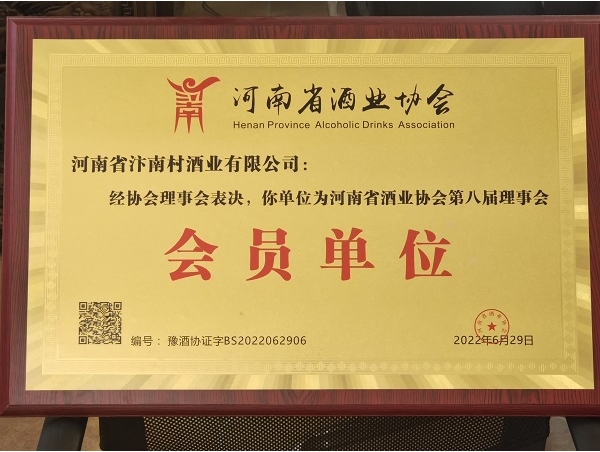 河南省酒业协会
Henan Province Alcoholic Drinks Association
河南省汴南村酒业有限公司：
经协会理事会表决，你单位为河南省酒业协会第八届理事会
会员单位
编号：豫酒协证字BS2022062906
2022年6月29日